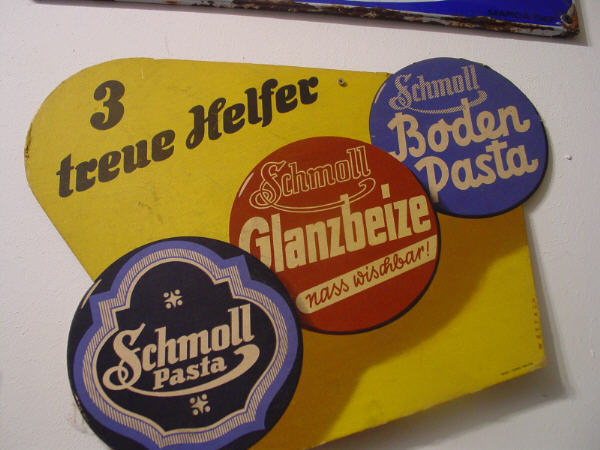 3
treue Helfer
Schmoll
Boden
Pasta
Schmoll
Glanzbeize
nass wischbar!
Schmoll
Pasta